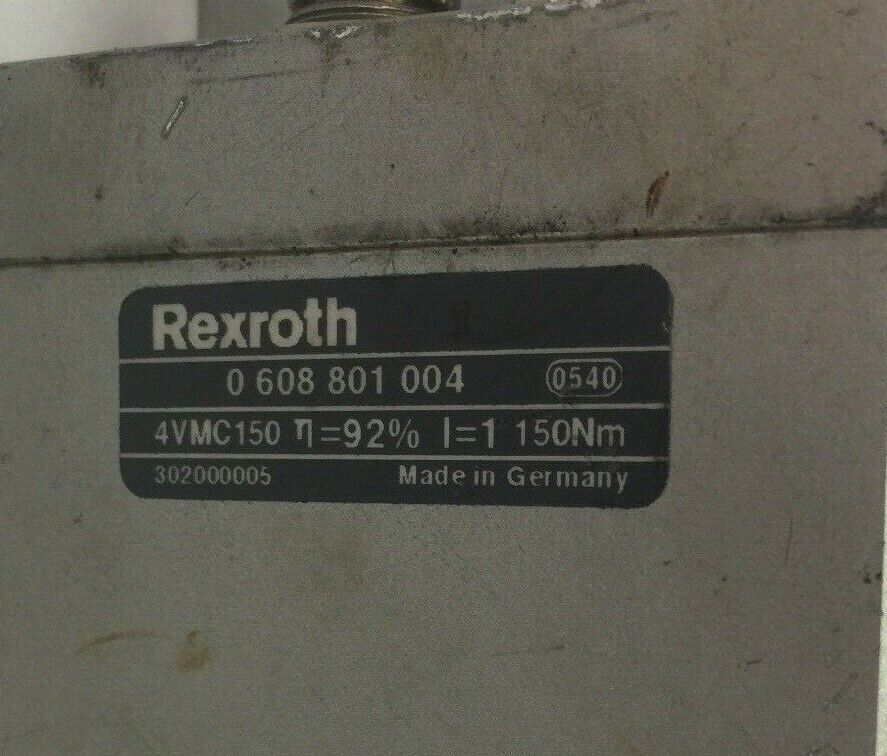 Rexroth
0 608 801 004 0540
4VMC150 η=92% I=1 150Nm
302000005 Made in Germany